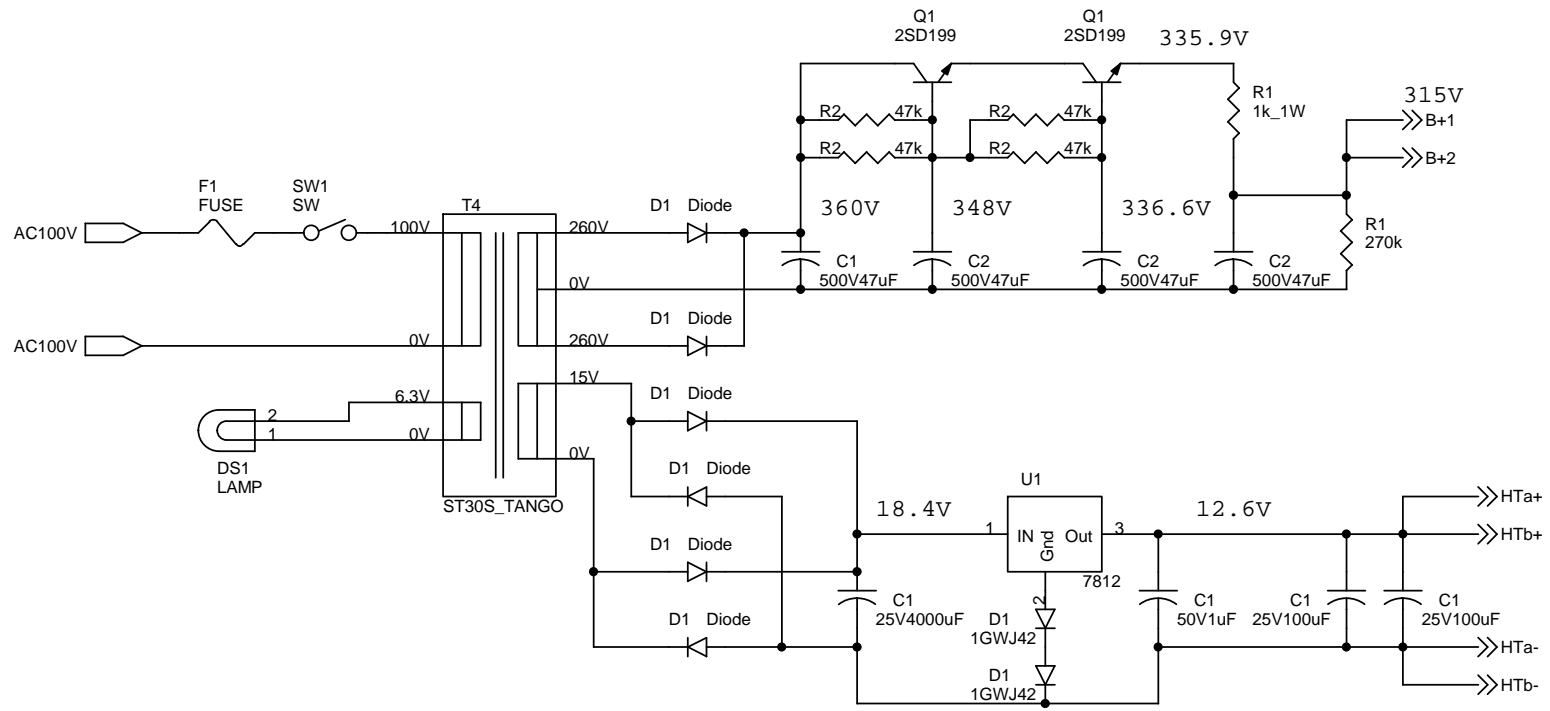 Q1
2SD199
Q1
2SD199
335.9V
R2 47k
R2 47k
R2 47k
R2 47k
R1
1k_1W
315V
B+1
B+2
360V
348V
336.6V
R1
270k
C1
500V47uF
C2
500V47uF
C2
500V47uF
C2
500V47uF
F1
FUSE
SW1
SW
T4
D1 Diode
AC100V
100V
260V
0V
D1 Diode
AC100V
0V
260V
15V
D1 Diode
6.3V
2
1
0V
0V
DS1
LAMP
D1 Diode
ST30S_TANGO
U1
18.4V
1
IN
Gnd
Out
3
7812
2
12.6V
HTa+
HTb+
D1 Diode
C1
25V4000uF
D1
1GWJ42
C1
50V1uF
C1
25V100uF
C1
25V100uF
D1 Diode
D1
1GWJ42
HTa-
HTb-